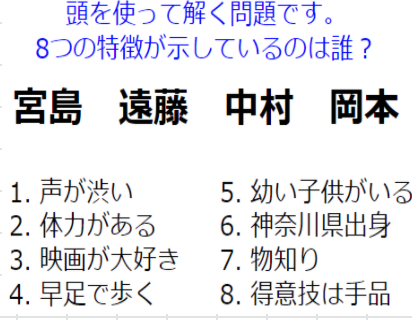 頭を使って解く問題です。
8つの特徴が示しているのは誰？
宮島 遠藤 中村 岡本
1. 声が渋い
2. 体力がある
3. 映画が大好き
4. 早足で歩く
5. 幼い子供がいる
6. 神奈川県出身
7. 物知り
8. 得意技は手品